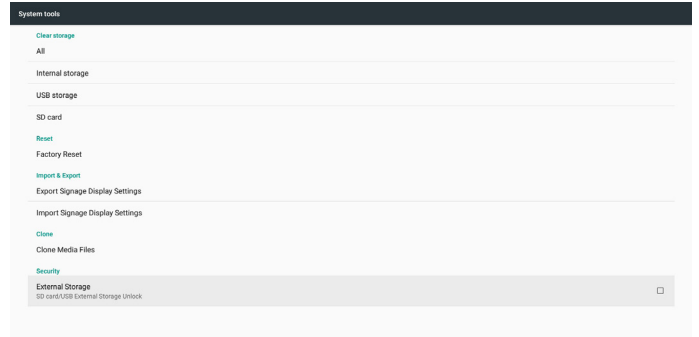 System tools
Clear storage
All
Internal storage
USB storage
SD card
Reset
Factory Reset
Import & Export
Export Signage Display Settings
Import Signage Display Settings
Clone
Clone Media Files
Security
External Storage
SD card/USB External Storage Unlock